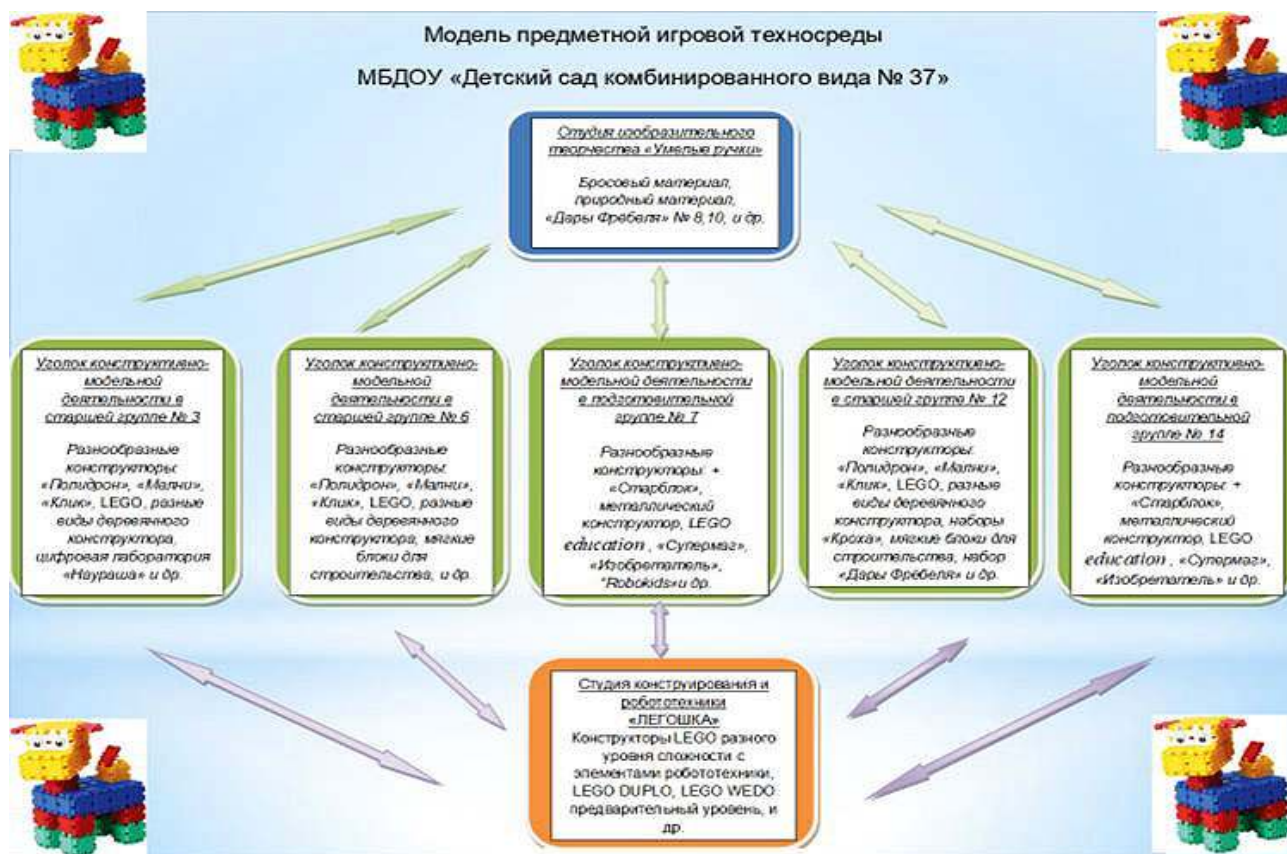 Модель предметной игровой техносреды
МБДОУ «Детский сад комбинированного вида № 37»
Студия изобразительного
творчества «Умелые ручки»
Бросовый материал,
природный материал,
«Дары Фребеля» № 8,10, и др.
Уголок конструктивно-
модельной
деятельности в
старшей группе № 3
Разнообразные
конструкторы:
«Полидрон», «Мални»,
«Клик», LEGO, разные
виды деревянного
конструктора,
цифровая лаборатория
«Наураша» и др.
Уголок конструктивно-
модельной
деятельности в
старшей группе № 6
Разнообразные
конструкторы:
«Полидрон», «Мални»,
«Клик», LEGO, разные
виды деревянного
конструктора, мягкие
блоки для
строительства, и др.
Уголок конструктивно-
модельной деятельности
в подготовительной
группе № 7
Разнообразные
конструкторы: +
«Старблок»,
металлический
конструктор, LEGO
education, «Супермаг»,
«Изобретатель»,
"Robokids»и др.
Уголок конструктивно-
модельной деятельности
в старшей группе № 12
Разнообразные
конструкторы:
«Полидрон», «Мални»,
«Клик», LEGO, разные
виды деревянного
конструктора, наборы
«Кроха», мягкие блоки для
строительства, набор
«Дары Фребеля» и др.
Уголок конструктивно-
модельной
деятельности в
подготовительной
группе № 14
Разнообразные
конструкторы: +
«Старблок»,
металлический
конструктор, LEGO
education, «Супермаг»,
«Изобретатель» и др.
Студия конструирования и
робототехники
«ЛЕГОШКА»
Конструкторы LEGO разного
уровня сложности с
элементами робототехники,
LEGO DUPLO, LEGO WEDO
предварительный уровень, и
др.